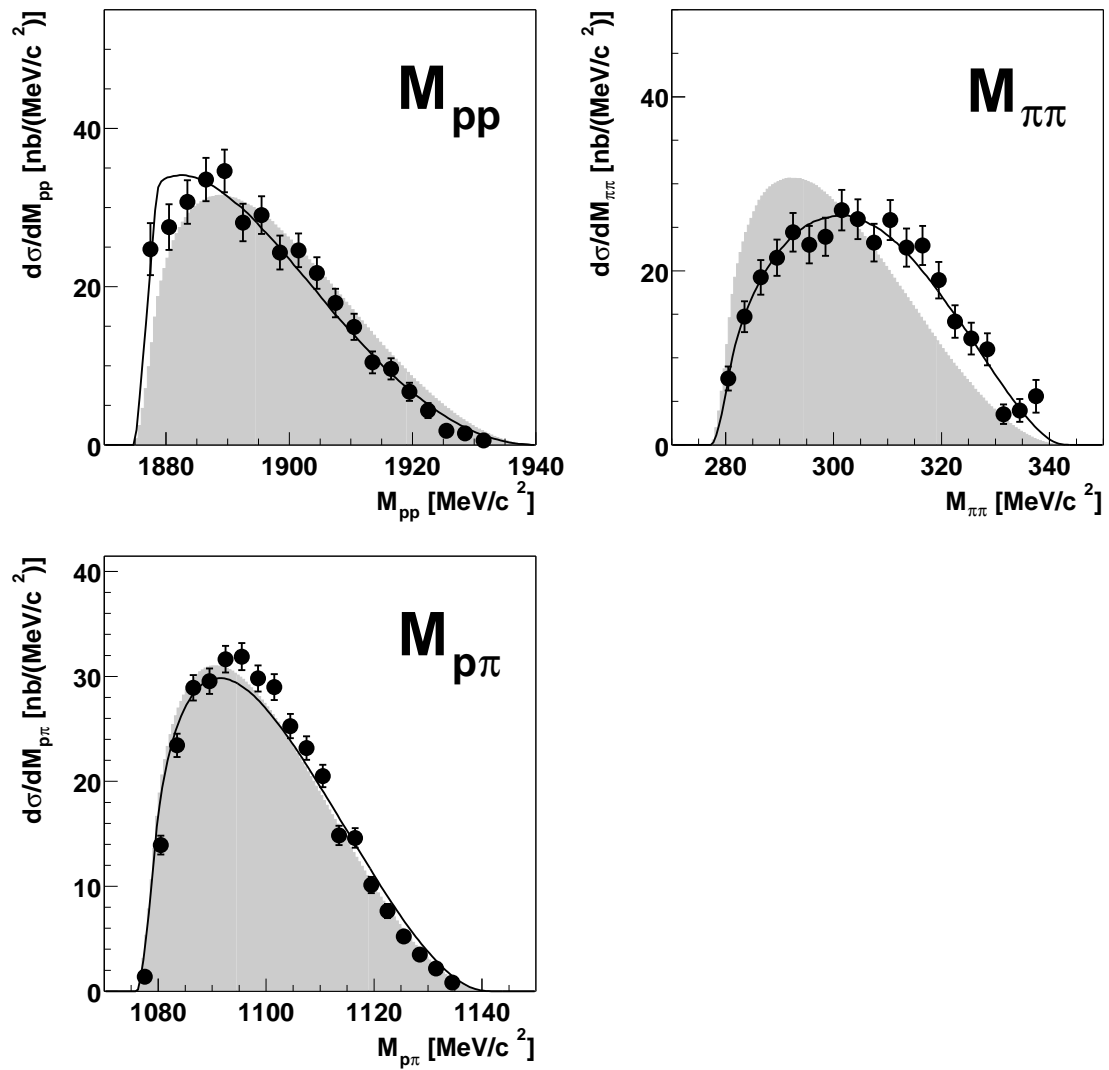 dσ/dM_pp [nb/(MeV/c ²)]
40
20
0
M_pp
1880 1900 1920 1940
M_pp [MeV/c ²]
dσ/dM_ππ [nb/(MeV/c ²)]
40
20
0
M_ππ
280 300 320 340
M_ππ [MeV/c ²]
dσ/dM_pπ [nb/(MeV/c ²)]
40
30
20
10
0
M_pπ
1080 1100 1120 1140
M_pπ [MeV/c ²]